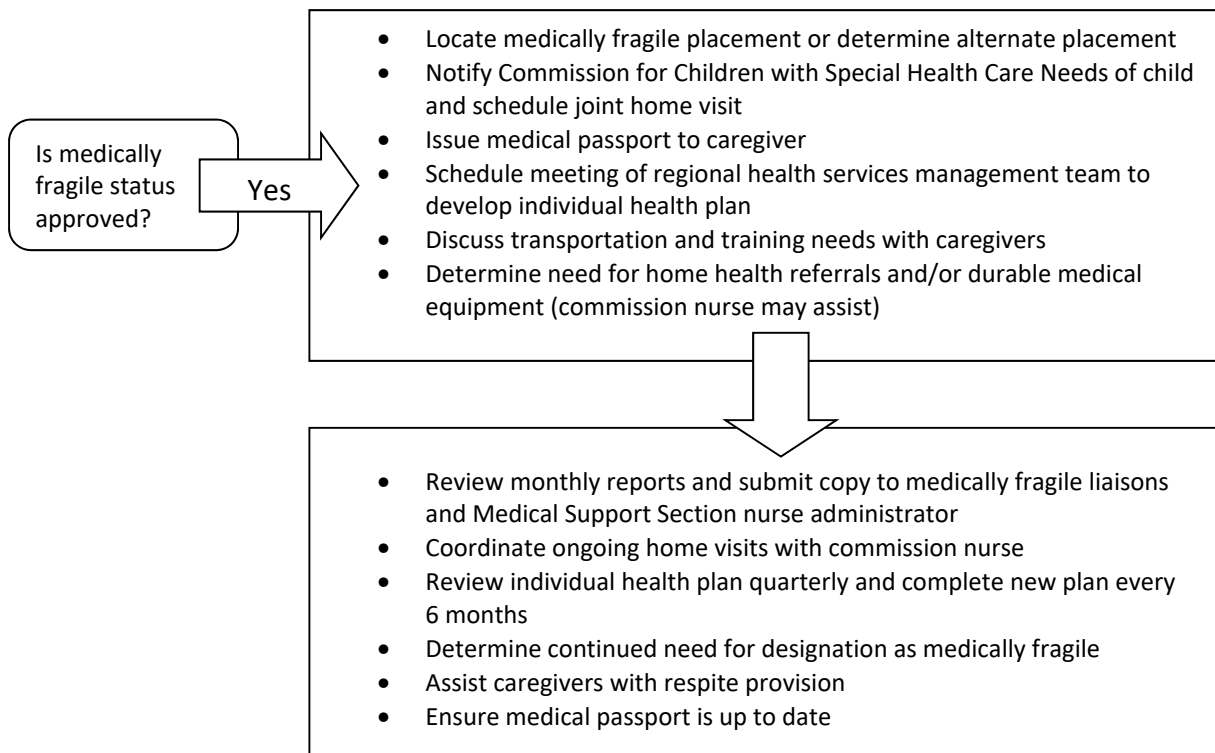 Is medically
fragile status
approved?
Yes
• Locate medically fragile placement or determine alternate placement
• Notify Commission for Children with Special Health Care Needs of child
and schedule joint home visit
• Issue medical passport to caregiver
• Schedule meeting of regional health services management team to
develop individual health plan
• Discuss transportation and training needs with caregivers
• Determine need for home health referrals and/or durable medical
equipment (commission nurse may assist)
• Review monthly reports and submit copy to medically fragile liaisons
and Medical Support Section nurse administrator
• Coordinate ongoing home visits with commission nurse
• Review individual health plan quarterly and complete new plan every
6 months
• Determine continued need for designation as medically fragile
• Assist caregivers with respite provision
• Ensure medical passport is up to date